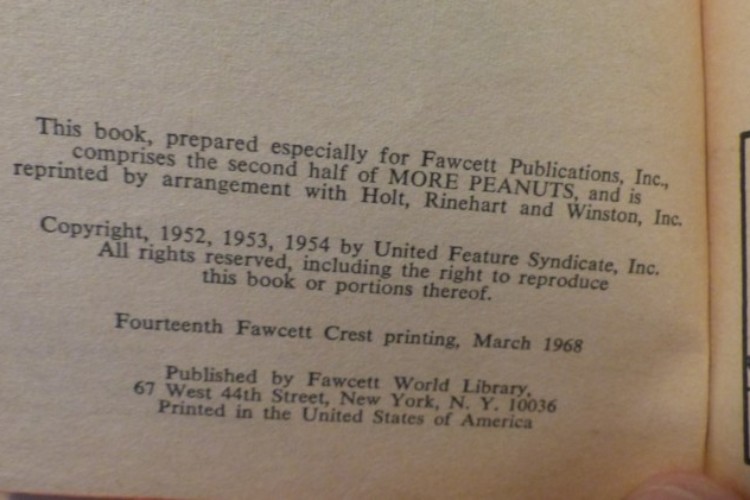 This book, prepared especially for Fawcett Publications, Inc.,
comprises the second half of MORE PEANUTS, and is
reprinted by arrangement with Holt, Rinehart and Winston, Inc.
Copyright, 1952, 1953, 1954 by United Feature Syndicate, Inc.
All rights reserved, including the right to reproduce
this book or portions thereof.
Fourteenth Fawcett Crest printing, March 1968
Published by Fawcett World Library,
67 West 44th Street, New York, N. Y. 10036
Printed in the United States of America